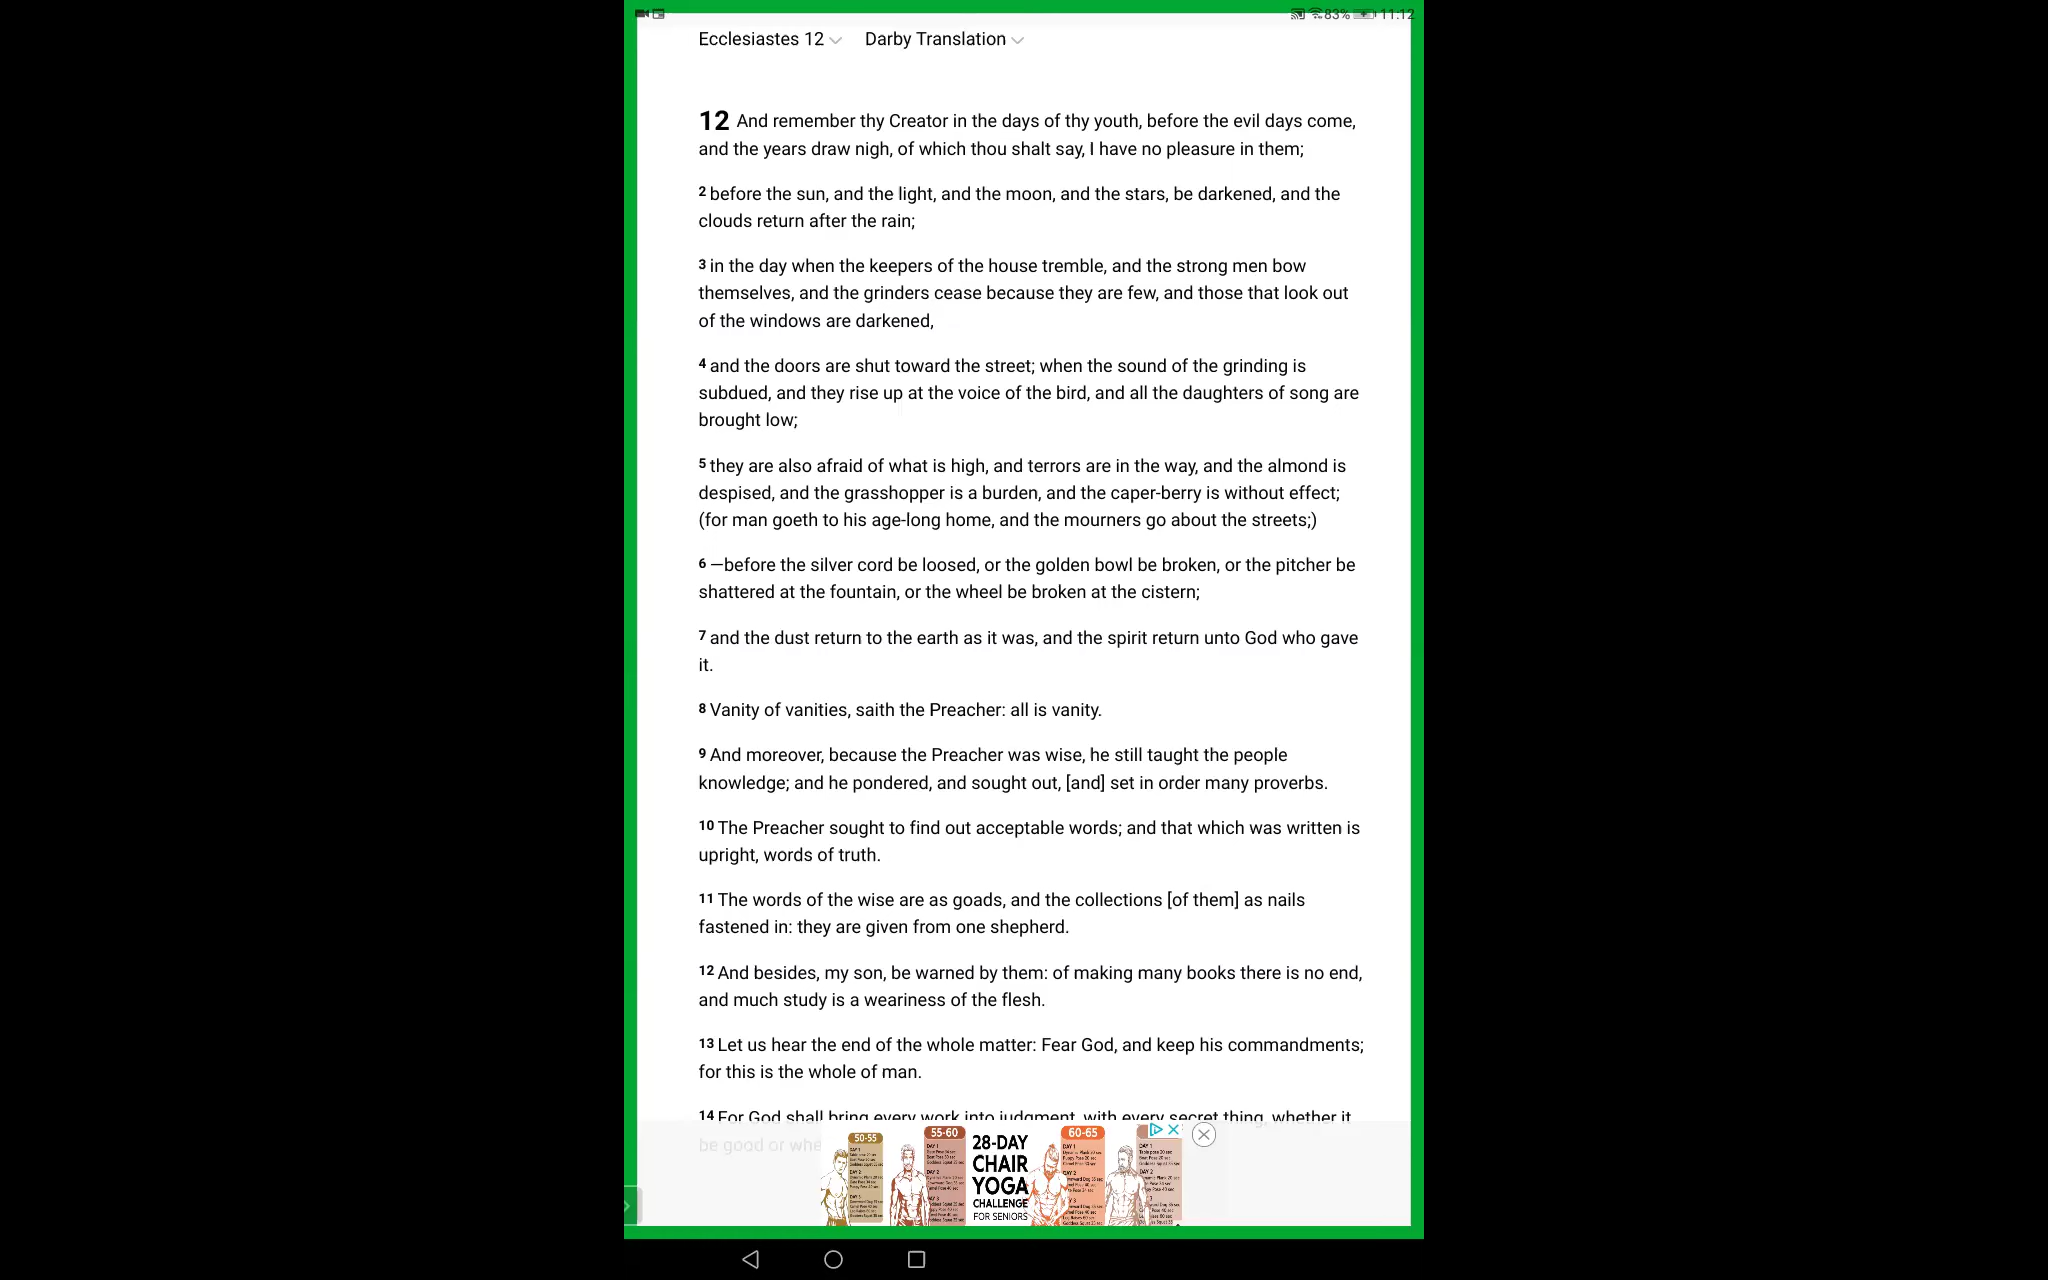 83% 11:12
Ecclesiastes 12 Darby Translation
12 And remember thy Creator in the days of thy youth, before the evil days come,
and the years draw nigh, of which thou shalt say, I have no pleasure in them;
2 before the sun, and the light, and the moon, and the stars, be darkened, and the
clouds return after the rain;
3 in the day when the keepers of the house tremble, and the strong men bow
themselves, and the grinders cease because they are few, and those that look out
of the windows are darkened,
4 and the doors are shut toward the street; when the sound of the grinding is
subdued, and they rise up at the voice of the bird, and all the daughters of song are
brought low;
5 they are also afraid of what is high, and terrors are in the way, and the almond is
despised, and the grasshopper is a burden, and the caper-berry is without effect;
(for man goeth to his age-long home, and the mourners go about the streets;)
6 —before the silver cord be loosed, or the golden bowl be broken, or the pitcher be
shattered at the fountain, or the wheel be broken at the cistern;
7 and the dust return to the earth as it was, and the spirit return unto God who gave
it.
8 Vanity of vanities, saith the Preacher: all is vanity.
9 And moreover, because the Preacher was wise, he still taught the people
knowledge; and he pondered, and sought out, [and] set in order many proverbs.
10 The Preacher sought to find out acceptable words; and that which was written is
upright, words of truth.
11 The words of the wise are as goads, and the collections [of them] as nails
fastened in: they are given from one shepherd.
12 And besides, my son, be warned by them: of making many books there is no end,
and much study is a weariness of the flesh.
13 Let us hear the end of the whole matter: Fear God, and keep his commandments;
for this is the whole of man.
14 For God shall bring every work into judgment, with every secret thing, whether it
be good or whe
50-55
55-60
28-DAY
CHAIR
YOGA
CHALLENGE
FOR SENIORS
60-65